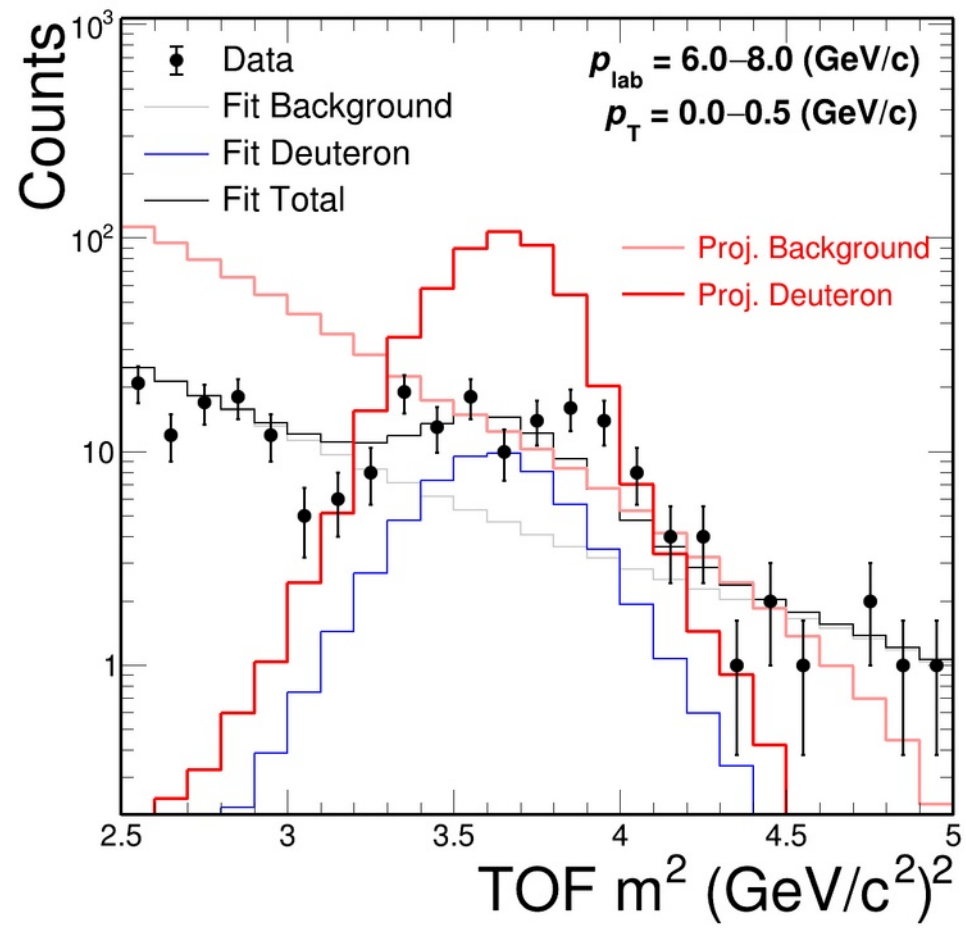 10³
Counts
Data
Fit Background
Fit Deuteron
Fit Total
p_lab = 6.0–8.0 (GeV/c)
p_T = 0.0–0.5 (GeV/c)
10²
Proj. Background
Proj. Deuteron
10
1
2.5 3 3.5 4 4.5 5
TOF m² (GeV/c²)²